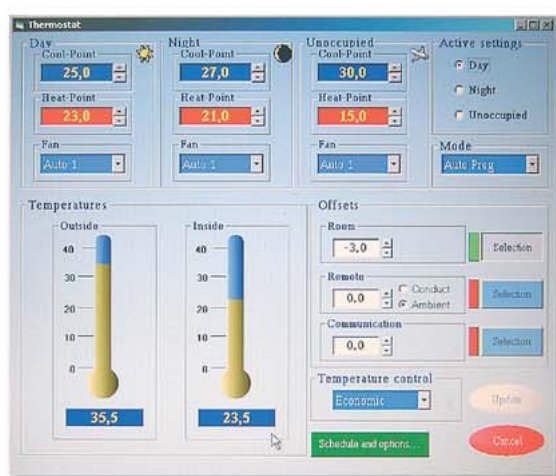 Thermostat
Day
Cool-Point
25,0
Heat-Point
23,0
Fan
Auto 1
Night
Cool-Point
27,0
Heat-Point
21,0
Fan
Auto 1
Unoccupied
Cool-Point
30,0
Heat-Point
15,0
Fan
Auto 1
Active settings
Day
Night
Unoccupied
Mode
Auto Prog
Temperatures
Outside
40
30
20
10
0
35,5
Inside
40
30
20
10
0
23,5
Offsets
Room
-3,0
Selection
Remote
0,0
Conduct
Ambient
Selection
Communication
0,0
Selection
Temperature control
Economic
Update
Schedule and options....
Cancel